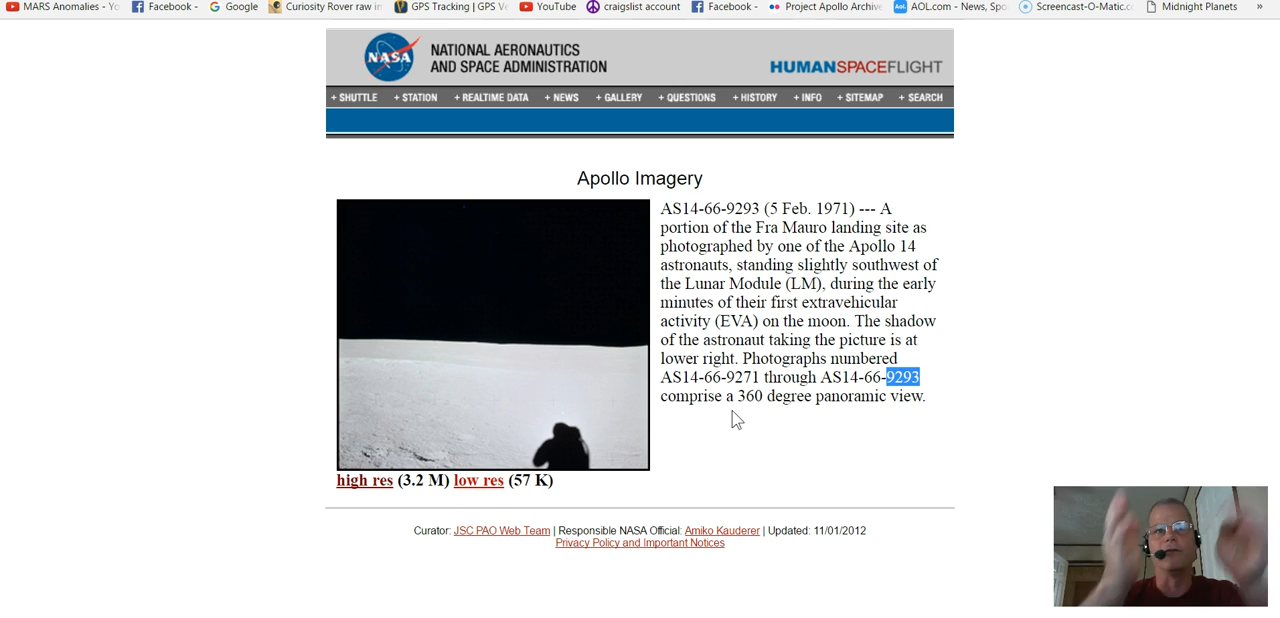 MARS Anomalies - Yo Facebook - Google Curiosity Rover raw in GPS Tracking | GPS Ve YouTube craigslist account Facebook - Project Apollo Archive AOL.com - News, Spo Screencast-O-Matic.c Midnight Planets »
NASA
NATIONAL AERONAUTICS
AND SPACE ADMINISTRATION
HUMANSPACEFLIGHT
+ SHUTTLE + STATION + REALTIME DATA + NEWS + GALLERY + QUESTIONS + HISTORY + INFO + SITEMAP + SEARCH
Apollo Imagery
AS14-66-9293 (5 Feb. 1971) --- A
portion of the Fra Mauro landing site as
photographed by one of the Apollo 14
astronauts, standing slightly southwest of
the Lunar Module (LM), during the early
minutes of their first extravehicular
activity (EVA) on the moon. The shadow
of the astronaut taking the picture is at
lower right. Photographs numbered
AS14-66-9271 through AS14-66-9293
comprise a 360 degree panoramic view.
high res (3.2 M) low res (57 K)
Curator: JSC PAO Web Team | Responsible NASA Official: Amiko Kauderer | Updated: 11/01/2012
Privacy Policy and Important Notices